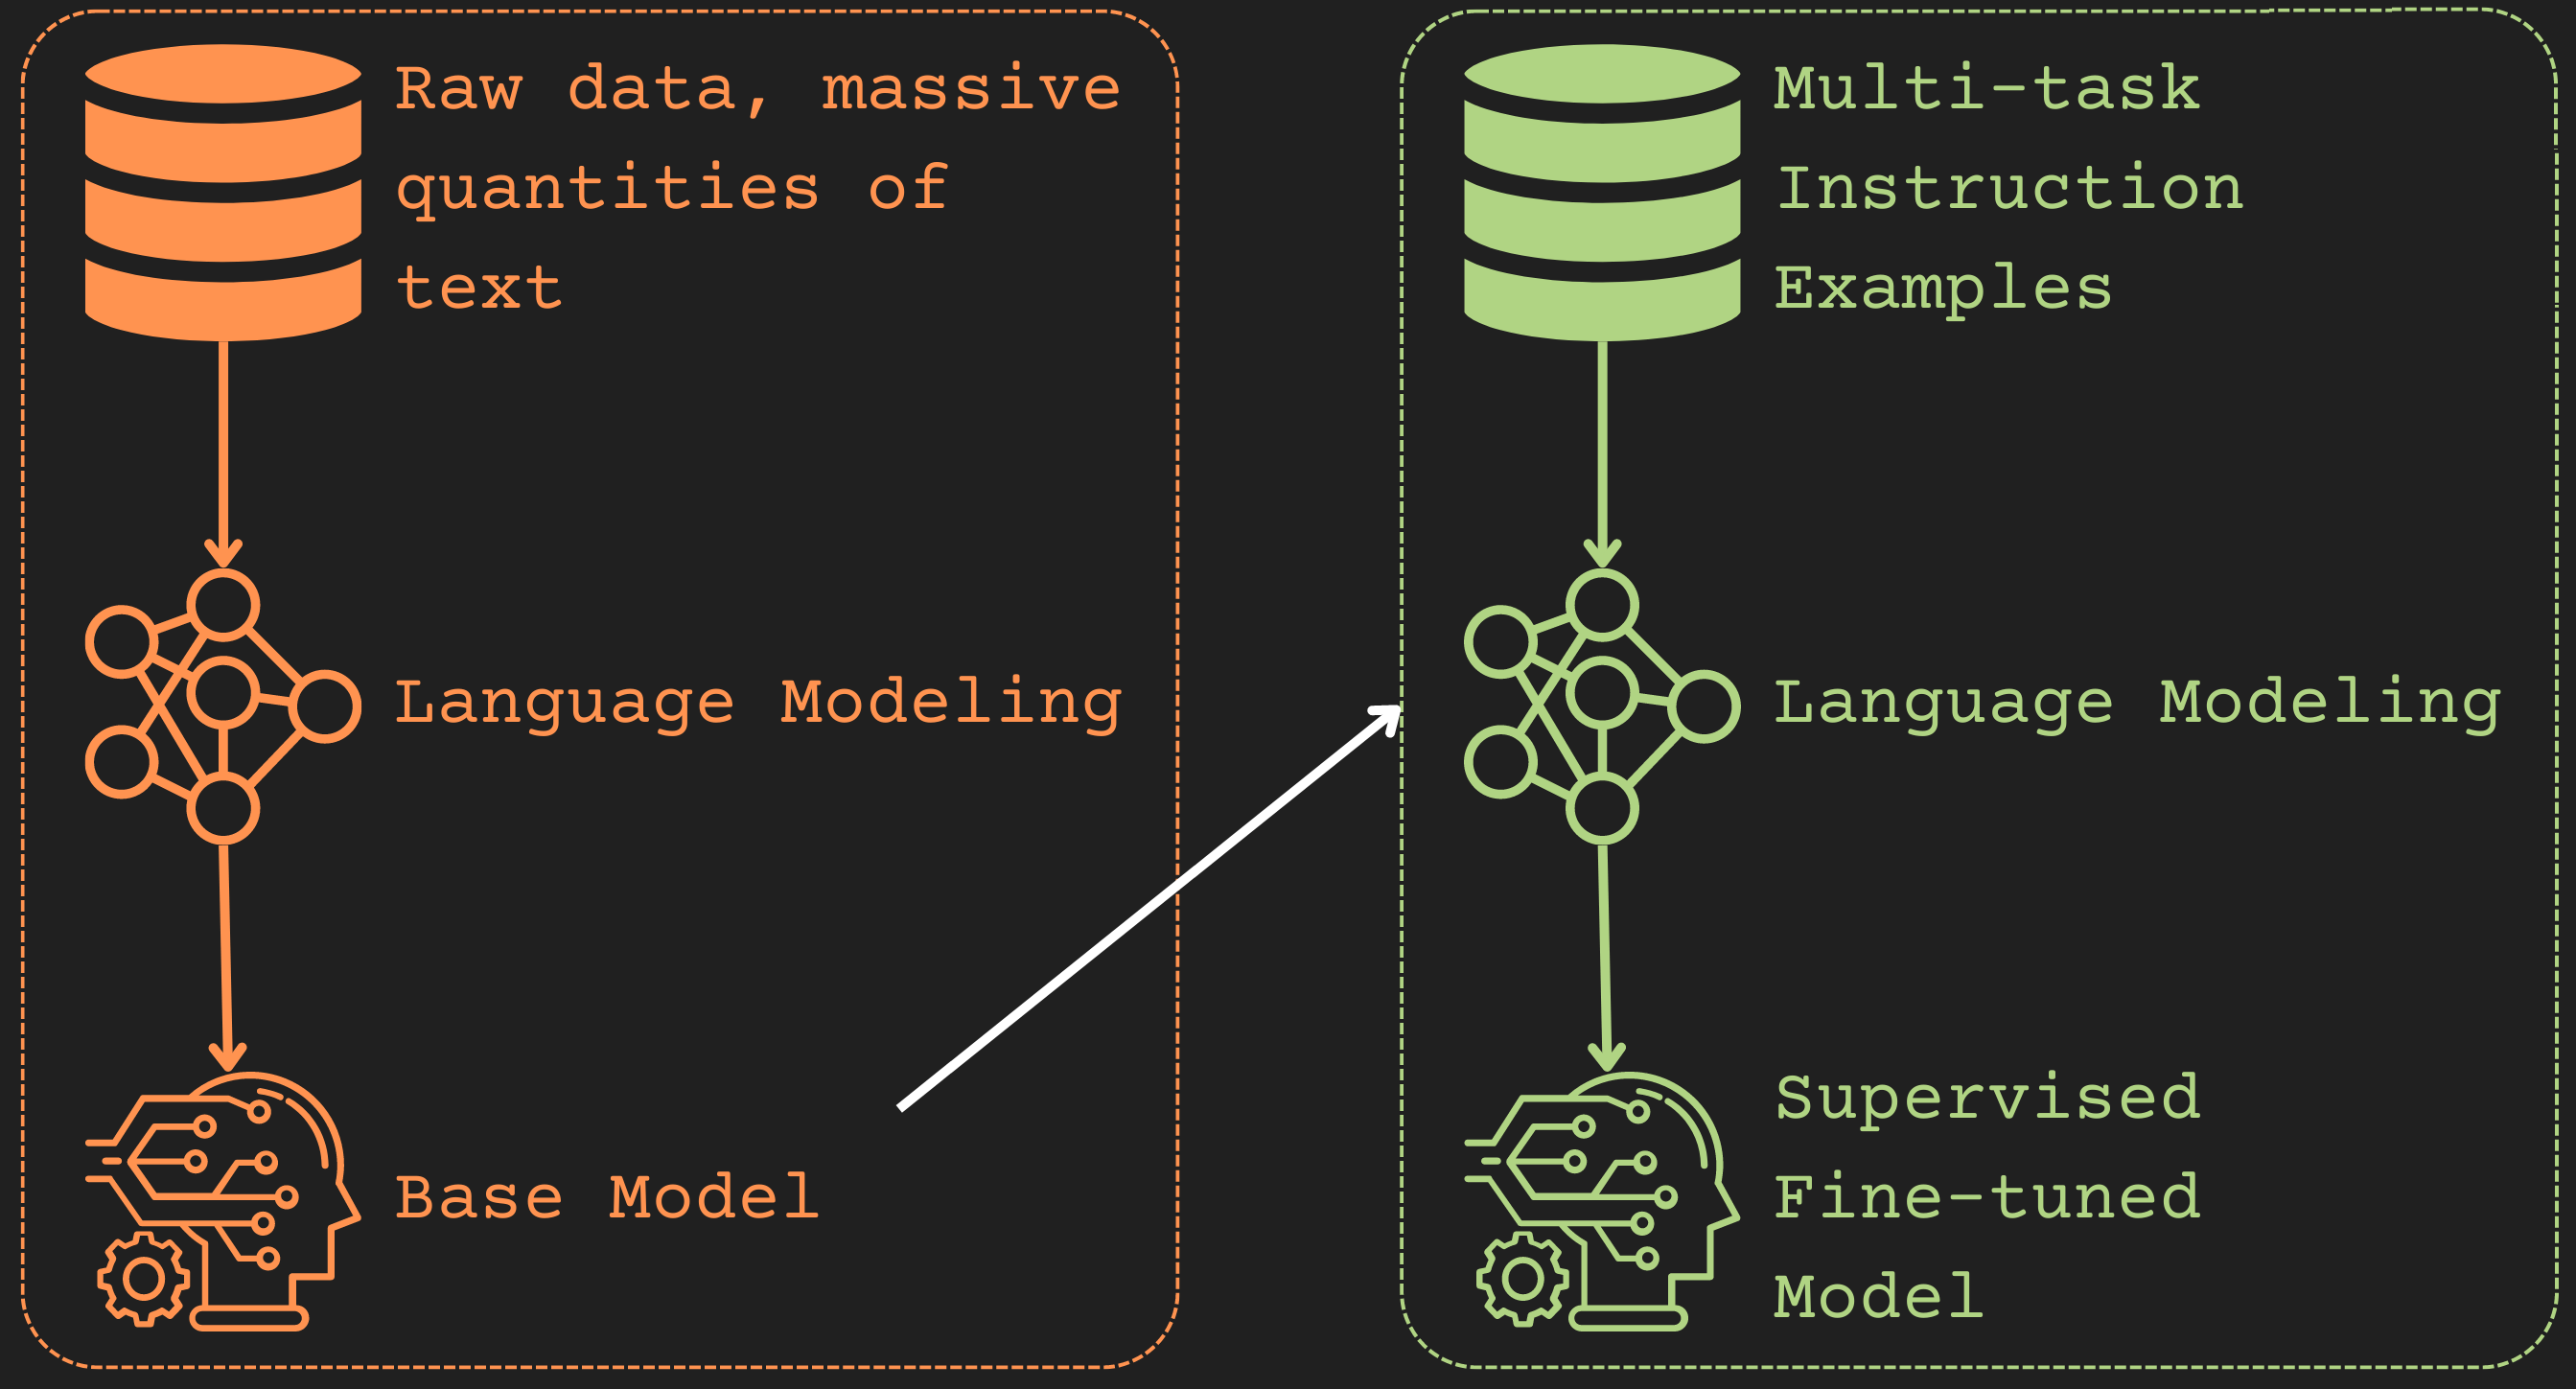 Raw data, massive
quantities of
text
Language Modeling
Base Model
Multi-task
Instruction
Examples
Language Modeling
Supervised
Fine-tuned
Model